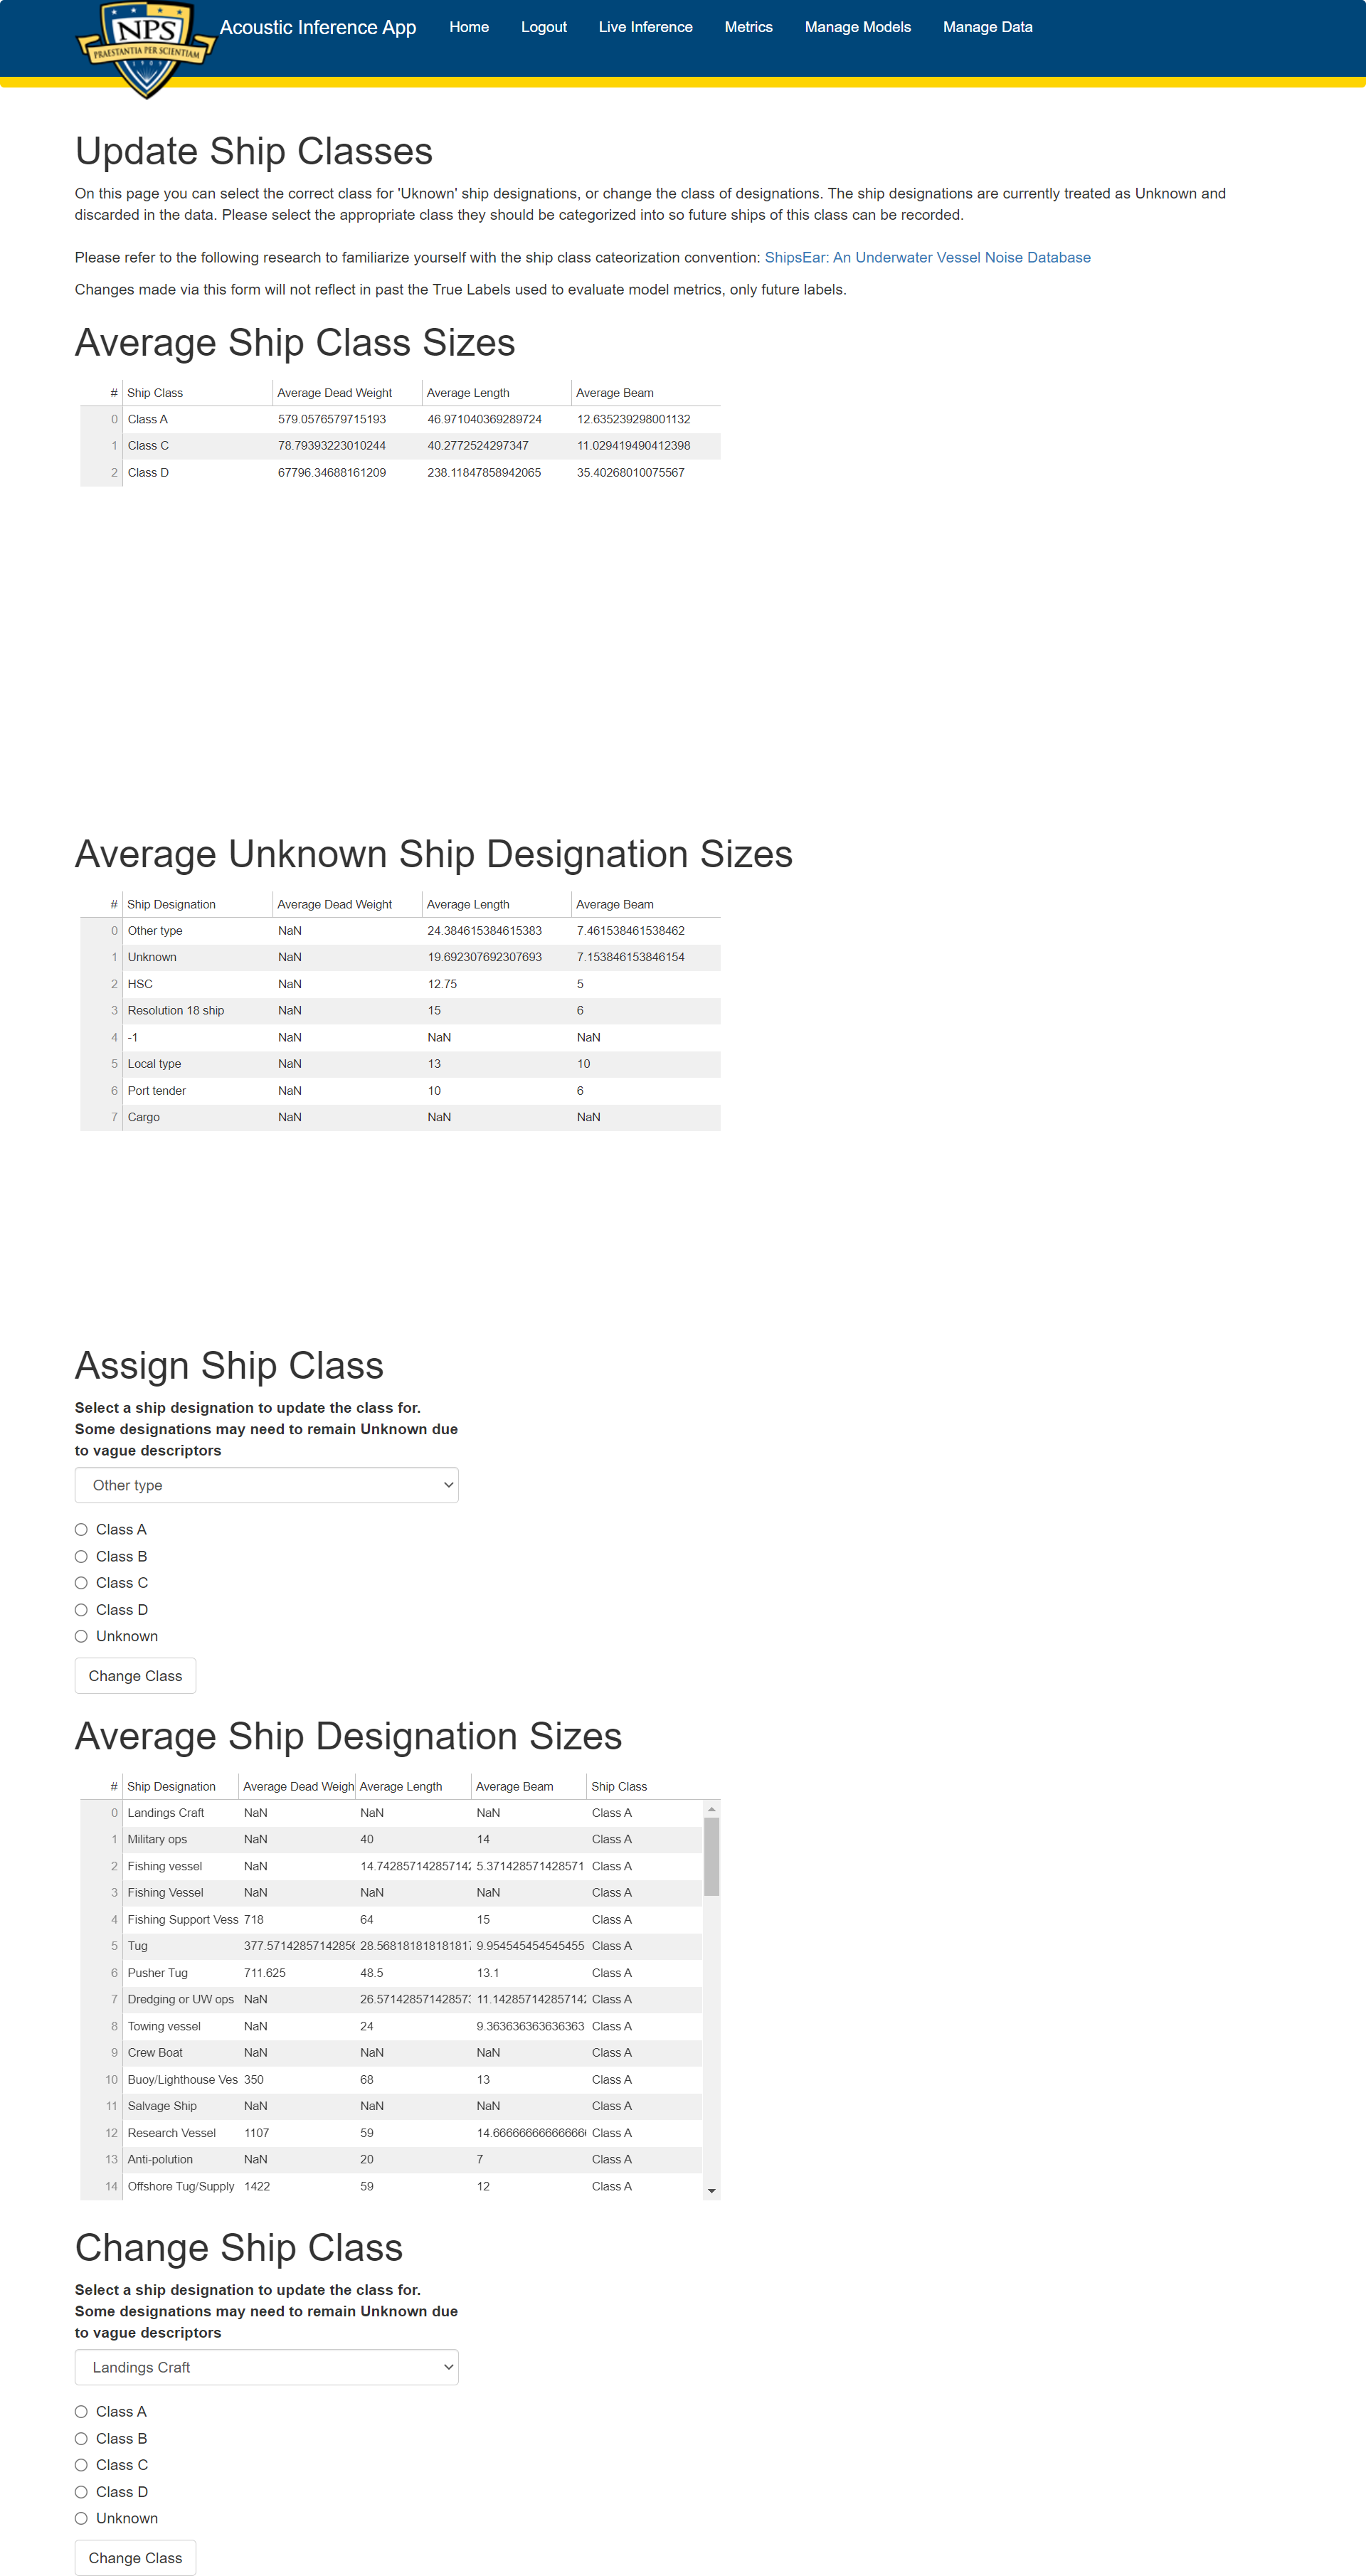 NPS
PRAESTANTIA PER SCIENTIAM
1909
Acoustic Inference App Home Logout Live Inference Metrics Manage Models Manage Data
Update Ship Classes
On this page you can select the correct class for 'Uknown' ship designations, or change the class of designations. The ship designations are currently treated as Unknown and
discarded in the data. Please select the appropriate class they should be categorized into so future ships of this class can be recorded.
Please refer to the following research to familiarize yourself with the ship class cateorization convention: ShipsEar: An Underwater Vessel Noise Database
Changes made via this form will not reflect in past the True Labels used to evaluate model metrics, only future labels.
Average Ship Class Sizes
# Ship Class Average Dead Weight Average Length Average Beam
0 Class A 579.0576579715193 46.971040369289724 12.635239298001132
1 Class C 78.79393223010244 40.2772524297347 11.029419490412398
2 Class D 67796.34688161209 238.11847858942065 35.40268010075567
Average Unknown Ship Designation Sizes
# Ship Designation Average Dead Weight Average Length Average Beam
0 Other type NaN 24.384615384615383 7.461538461538462
1 Unknown NaN 19.692307692307693 7.153846153846154
2 HSC NaN 12.75 5
3 Resolution 18 ship NaN 15 6
4 -1 NaN NaN NaN
5 Local type NaN 13 10
6 Port tender NaN 10 6
7 Cargo NaN NaN NaN
Assign Ship Class
Select a ship designation to update the class for.
Some designations may need to remain Unknown due
to vague descriptors
Other type
Class A
Class B
Class C
Class D
Unknown
Change Class
Average Ship Designation Sizes
# Ship Designation Average Dead Weigh Average Length Average Beam Ship Class
0 Landings Craft NaN NaN NaN Class A
1 Military ops NaN 40 14 Class A
2 Fishing vessel NaN 14.742857142857142 5.371428571428571 Class A
3 Fishing Vessel NaN NaN NaN Class A
4 Fishing Support Vess 718 64 15 Class A
5 Tug 377.57142857142856 28.568181818181817 9.954545454545455 Class A
6 Pusher Tug 711.625 48.5 13.1 Class A
7 Dredging or UW ops NaN 26.571428571428573 11.142857142857142 Class A
8 Towing vessel NaN 24 9.363636363636363 Class A
9 Crew Boat NaN NaN NaN Class A
10 Buoy/Lighthouse Ves 350 68 13 Class A
11 Salvage Ship NaN NaN NaN Class A
12 Research Vessel 1107 59 14.666666666666666 Class A
13 Anti-polution NaN 20 7 Class A
14 Offshore Tug/Supply 1422 59 12 Class A
Change Ship Class
Select a ship designation to update the class for.
Some designations may need to remain Unknown due
to vague descriptors
Landings Craft
Class A
Class B
Class C
Class D
Unknown
Change Class